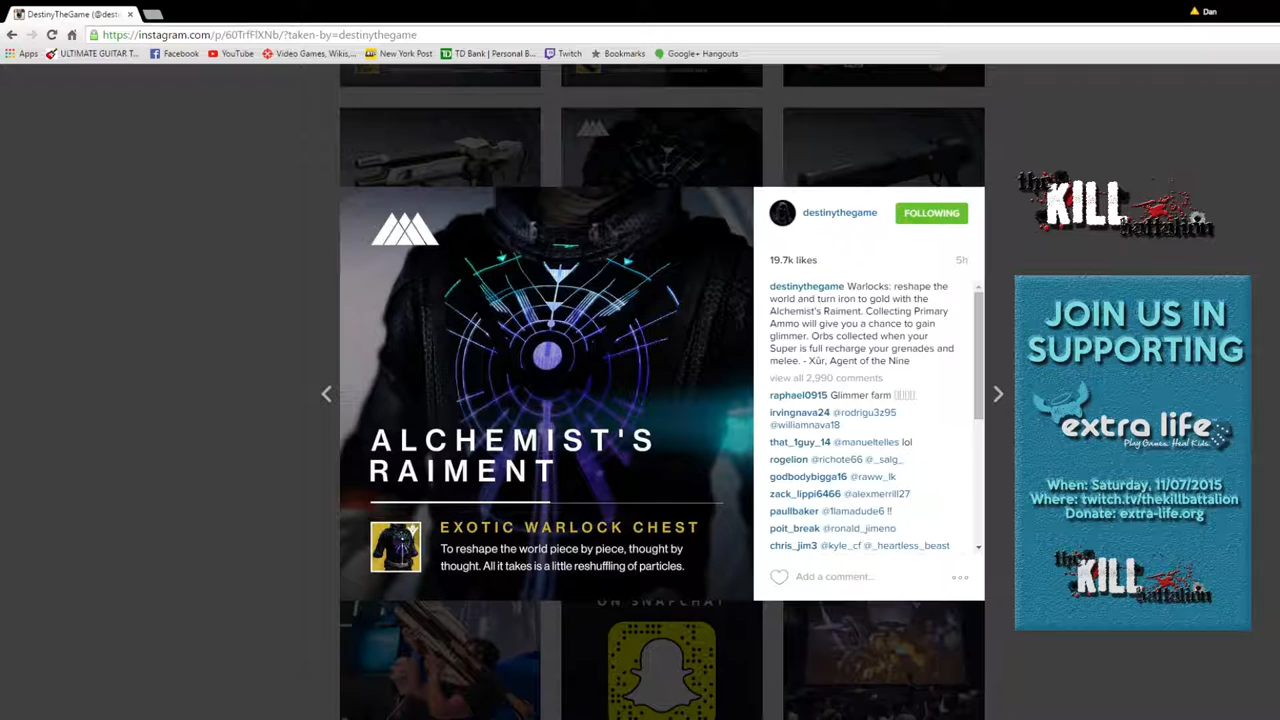 DestinyTheGame (@desti
Dan
https://instagram.com/p/60TrfFlXNb/?taken-by=destinythegame
Apps ULTIMATE GUITAR T... Facebook YouTube Video Games, Wikis,... New York Post TD Bank | Personal B... Twitch Bookmarks Google+ Hangouts
ALCHEMIST'S
RAIMENT
EXOTIC WARLOCK CHEST
To reshape the world piece by piece, thought by
thought. All it takes is a little reshuffling of particles.
destinythegame FOLLOWING
19.7k likes 5h
destinythegame Warlocks: reshape the
world and turn iron to gold with the
Alchemist's Raiment. Collecting Primary
Ammo will give you a chance to gain
glimmer. Orbs collected when your
Super is full recharge your grenades and
melee. - Xûr, Agent of the Nine
view all 2,990 comments
raphael0915 Glimmer farm
irvingnava24 @rodrigu3z95
@williamnava18
that_1guy_14 @manueltelles lol
rogelion @richote66 @_salg_
godbodybigga16 @raww_lk
zack_lippi6466 @alexmerrill27
paullbaker @1lamadude6 !!
poit_break @ronald_jimeno
chris_jim3 @kyle_cf @_heartless_beast
Add a comment...
ON SNAPCHAT
the
KILL
battalion
JOIN US IN
SUPPORTING
extra life
Play Games. Heal Kids.
When: Saturday, 11/07/2015
Where: twitch.tv/thekillbattalion
Donate: extra-life.org
the
KILL
battalion